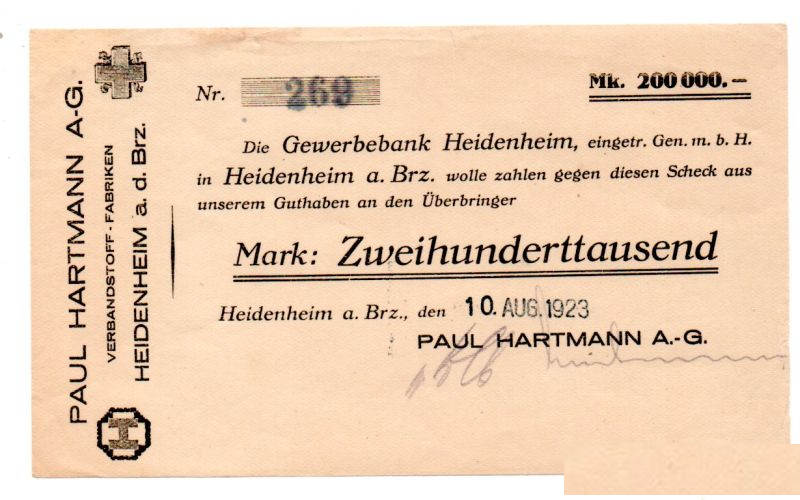 PAUL HARTMANN A-G.
VERBANDSTOFF-FABRIKEN
HEIDENHEIM a. d. Brz.
Nr. 269
Mk. 200 000.—
Die Gewerbebank Heidenheim, eingetr. Gen. m. b. H.
in Heidenheim a. Brz. wolle zahlen gegen diesen Scheck aus
unserem Guthaben an den Überbringer
Mark: Zweihunderttausend
Heidenheim a. Brz., den 10. AUG. 1923
PAUL HARTMANN A.-G.